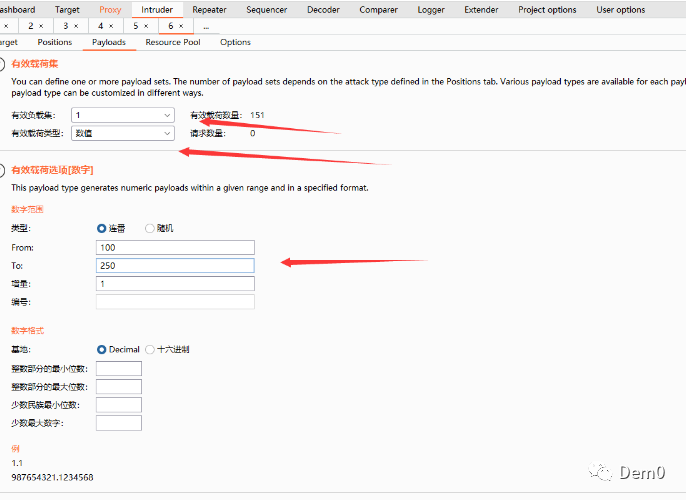 ashboard Target Proxy Intruder Repeater Sequencer Decoder Comparer Logger Extender Project options User options
× 2 × 3 × 4 × 5 × 6 × ...
arget Positions Payloads Resource Pool Options
有效载荷集
You can define one or more payload sets. The number of payload sets depends on the attack type defined in the Positions tab. Various payload types are available for each payl
payload type can be customized in different ways.
有效负载集: 1 有效载荷数量: 151
有效载荷类型: 数值 请求数量: 0
有效载荷选项[数字]
This payload type generates numeric payloads within a given range and in a specified format.
数字范围
类型: 连番 随机
From: 100
To: 250
增量: 1
编号:
数字格式
基地: Decimal 十六进制
整数部分的最小位数:
整数部分的最大位数:
少数民族最小位数:
少数最大数字:
例
1.1
987654321.1234568
Dem0